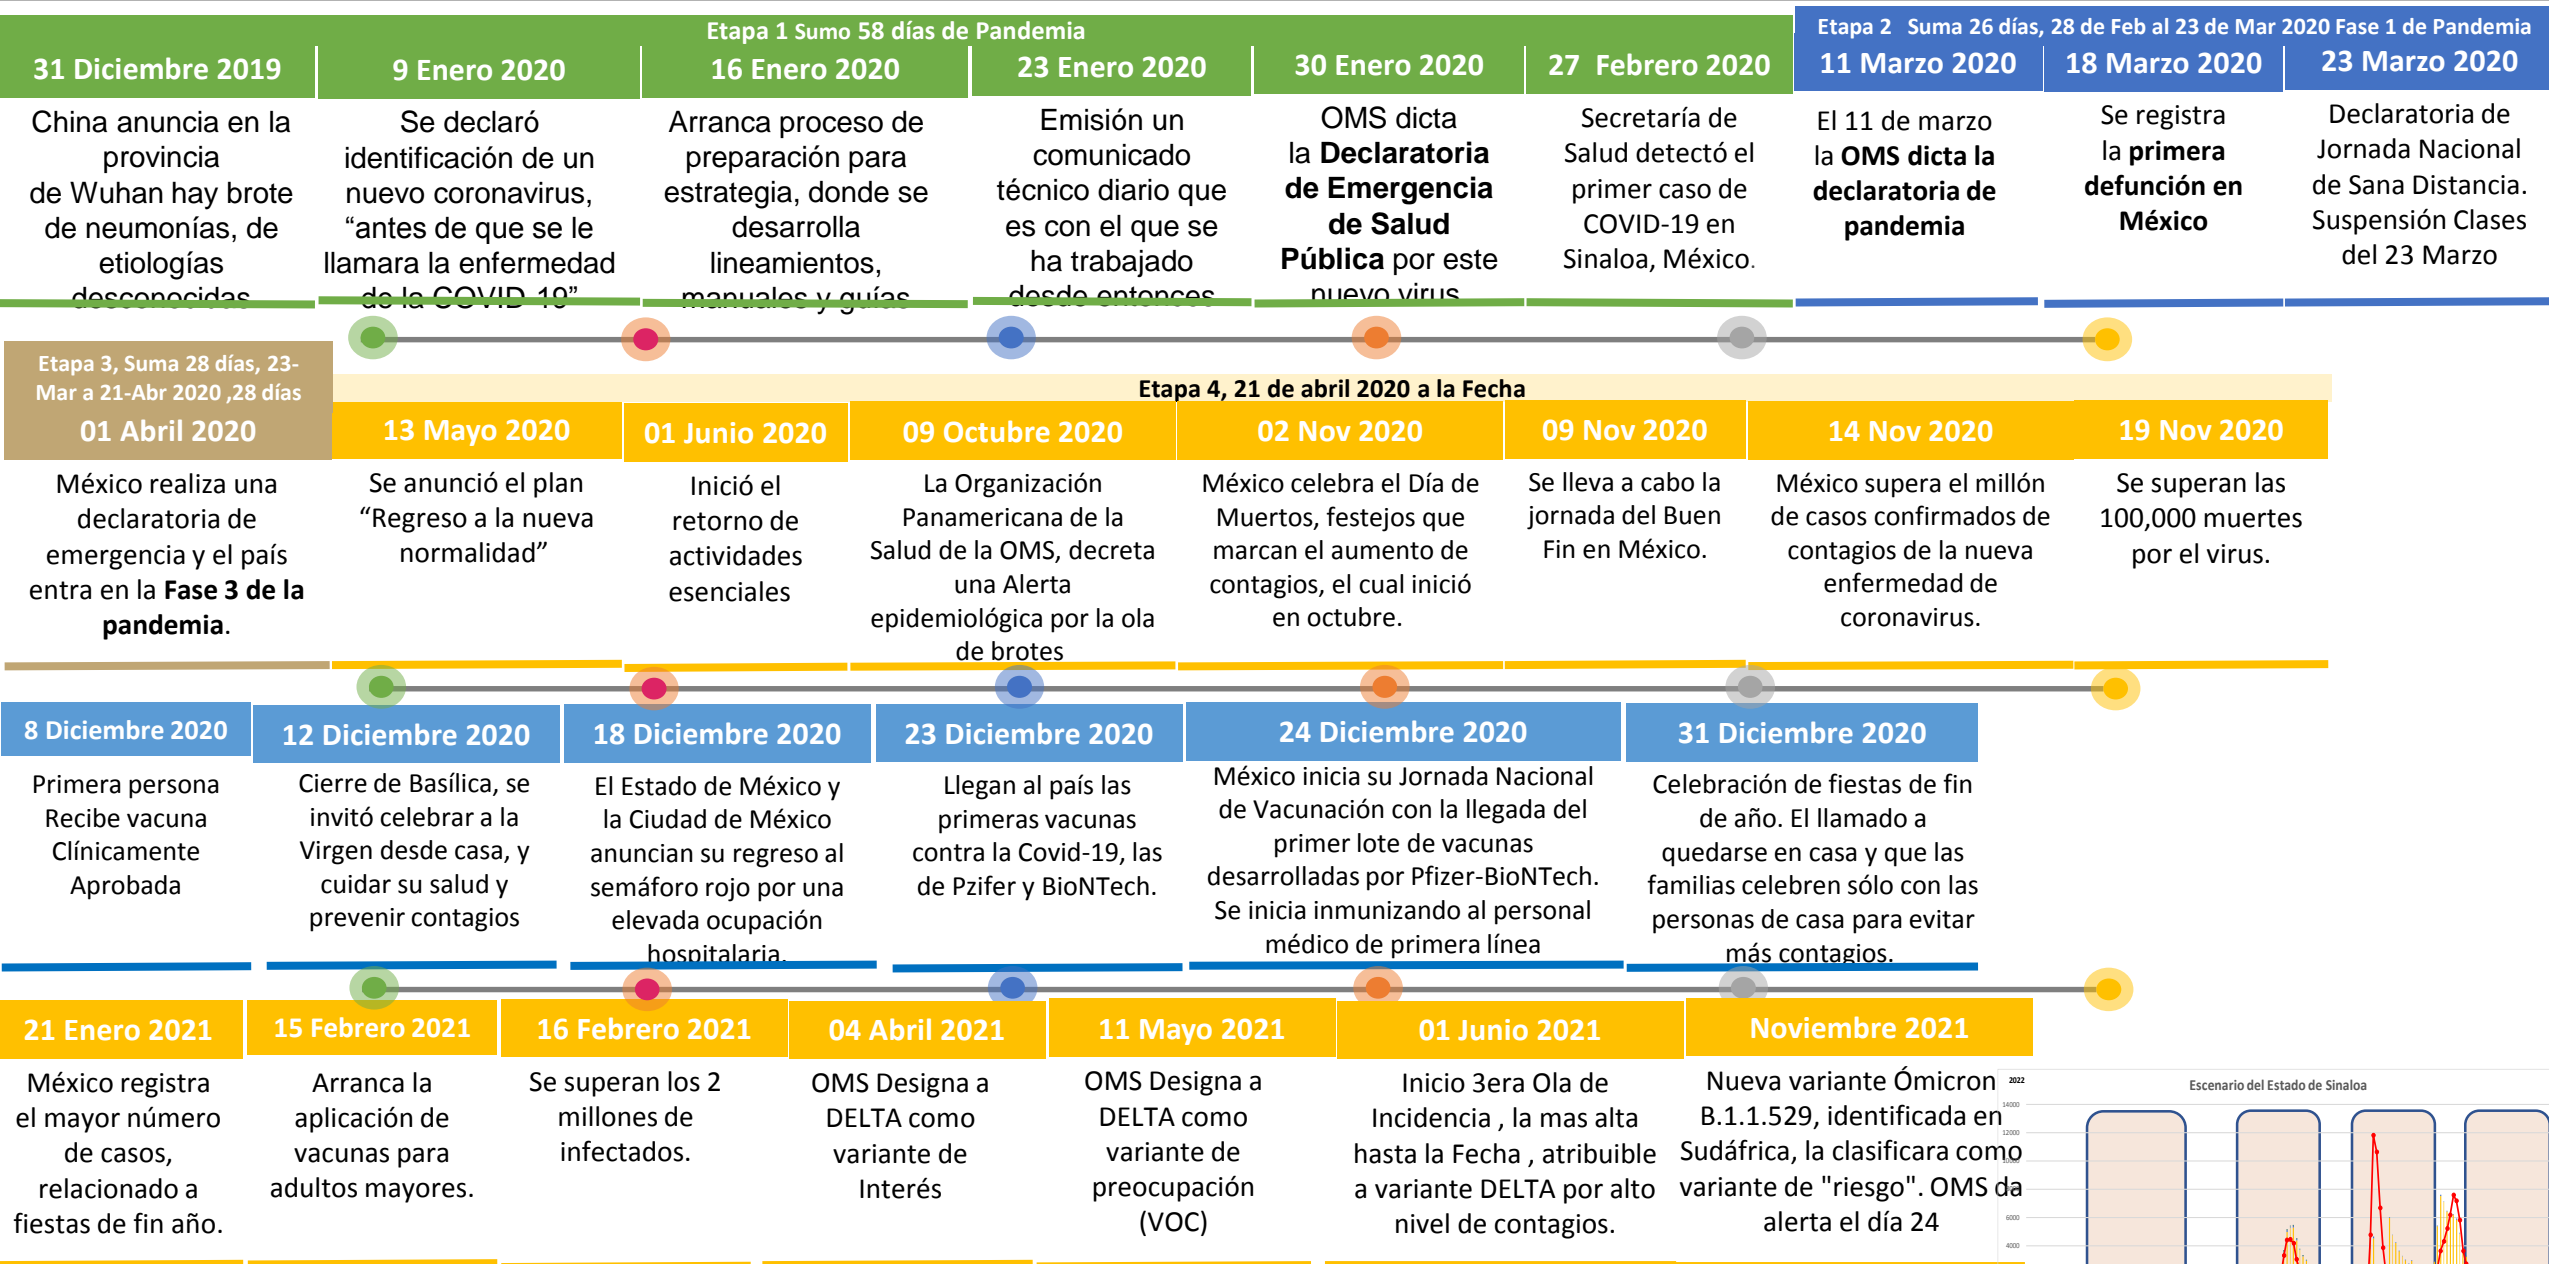 Etapa 1 Sumo 58 días de Pandemia
Etapa 2 Suma 26 días, 28 de Feb al 23 de Mar 2020 Fase 1 de Pandemia
31 Diciembre 2019
China anuncia en la
provincia
de Wuhan hay brote
de neumonías, de
etiologías
desconocidas
9 Enero 2020
Se declaró
identificación de un
nuevo coronavirus,
“antes de que se le
llamara la enfermedad
de la COVID-19”
16 Enero 2020
Arranca proceso de
preparación para
estrategia, donde se
desarrolla
lineamientos,
manuales y guías
23 Enero 2020
Emisión un
comunicado
técnico diario que
es con el que se
ha trabajado
desde entonces
30 Enero 2020
OMS dicta
la Declaratoria
de Emergencia
de Salud
Pública por este
nuevo virus
27 Febrero 2020
Secretaría de
Salud detectó el
primer caso de
COVID-19 en
Sinaloa, México.
11 Marzo 2020
El 11 de marzo
la OMS dicta la
declaratoria de
pandemia
18 Marzo 2020
Se registra
la primera
defunción en
México
23 Marzo 2020
Declaratoria de
Jornada Nacional
de Sana Distancia.
Suspensión Clases
del 23 Marzo
Etapa 3, Suma 28 días, 23-
Mar a 21-Abr 2020 ,28 días
Etapa 4, 21 de abril 2020 a la Fecha
01 Abril 2020
México realiza una
declaratoria de
emergencia y el país
entra en la Fase 3 de la
pandemia.
13 Mayo 2020
Se anunció el plan
“Regreso a la nueva
normalidad”
01 Junio 2020
Inició el
retorno de
actividades
esenciales
09 Octubre 2020
La Organización
Panamericana de la
Salud de la OMS, decreta
una Alerta
epidemiológica por la ola
de brotes
02 Nov 2020
México celebra el Día de
Muertos, festejos que
marcan el aumento de
contagios, el cual inició
en octubre.
09 Nov 2020
Se lleva a cabo la
jornada del Buen
Fin en México.
14 Nov 2020
México supera el millón
de casos confirmados de
contagios de la nueva
enfermedad de
coronavirus.
19 Nov 2020
Se superan las
100,000 muertes
por el virus.
8 Diciembre 2020
Primera persona
Recibe vacuna
Clínicamente
Aprobada
12 Diciembre 2020
Cierre de Basílica, se
invitó celebrar a la
Virgen desde casa, y
cuidar su salud y
prevenir contagios
18 Diciembre 2020
El Estado de México y
la Ciudad de México
anuncian su regreso al
semáforo rojo por una
elevada ocupación
hospitalaria.
23 Diciembre 2020
Llegan al país las
primeras vacunas
contra la Covid-19, las
de Pzifer y BioNTech.
24 Diciembre 2020
México inicia su Jornada Nacional
de Vacunación con la llegada del
primer lote de vacunas
desarrolladas por Pfizer-BioNTech.
Se inicia inmunizando al personal
médico de primera línea
31 Diciembre 2020
Celebración de fiestas de fin
de año. El llamado a
quedarse en casa y que las
familias celebren sólo con las
personas de casa para evitar
más contagios.
21 Enero 2021
México registra
el mayor número
de casos,
relacionado a
fiestas de fin año.
15 Febrero 2021
Arranca la
aplicación de
vacunas para
adultos mayores.
16 Febrero 2021
Se superan los 2
millones de
infectados.
04 Abril 2021
OMS Designa a
DELTA como
variante de
Interés
11 Mayo 2021
OMS Designa a
DELTA como
variante de
preocupación
(VOC)
01 Junio 2021
Inicio 3era Ola de
Incidencia , la mas alta
hasta la Fecha , atribuible
a variante DELTA por alto
nivel de contagios.
Noviembre 2021
Nueva variante Ómicron
B.1.1.529, identificada en
Sudáfrica, la clasificara como
variante de "riesgo". OMS da
alerta el día 24
2022
Escenario del Estado de Sinaloa
14000
12000
6000
4000